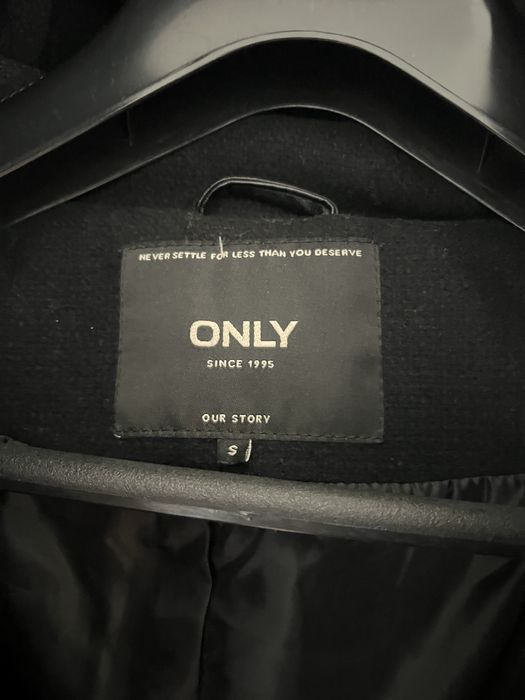 NEVER SETTLE FOR LESS THAN YOU DESERVE
ONLY
SINCE 1995
OUR STORY
S